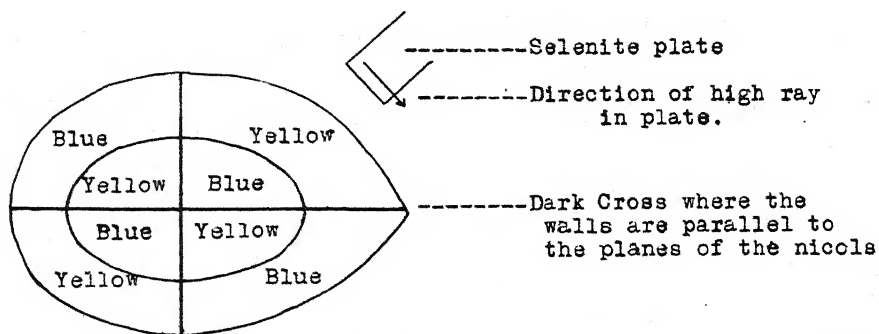 Selenite plate
Direction of high ray
in plate.
Blue
Yellow
Yellow
Blue
Dark Cross where the
walls are parallel to
the planes of the nicols
Blue
Yellow
Yellow
Blue